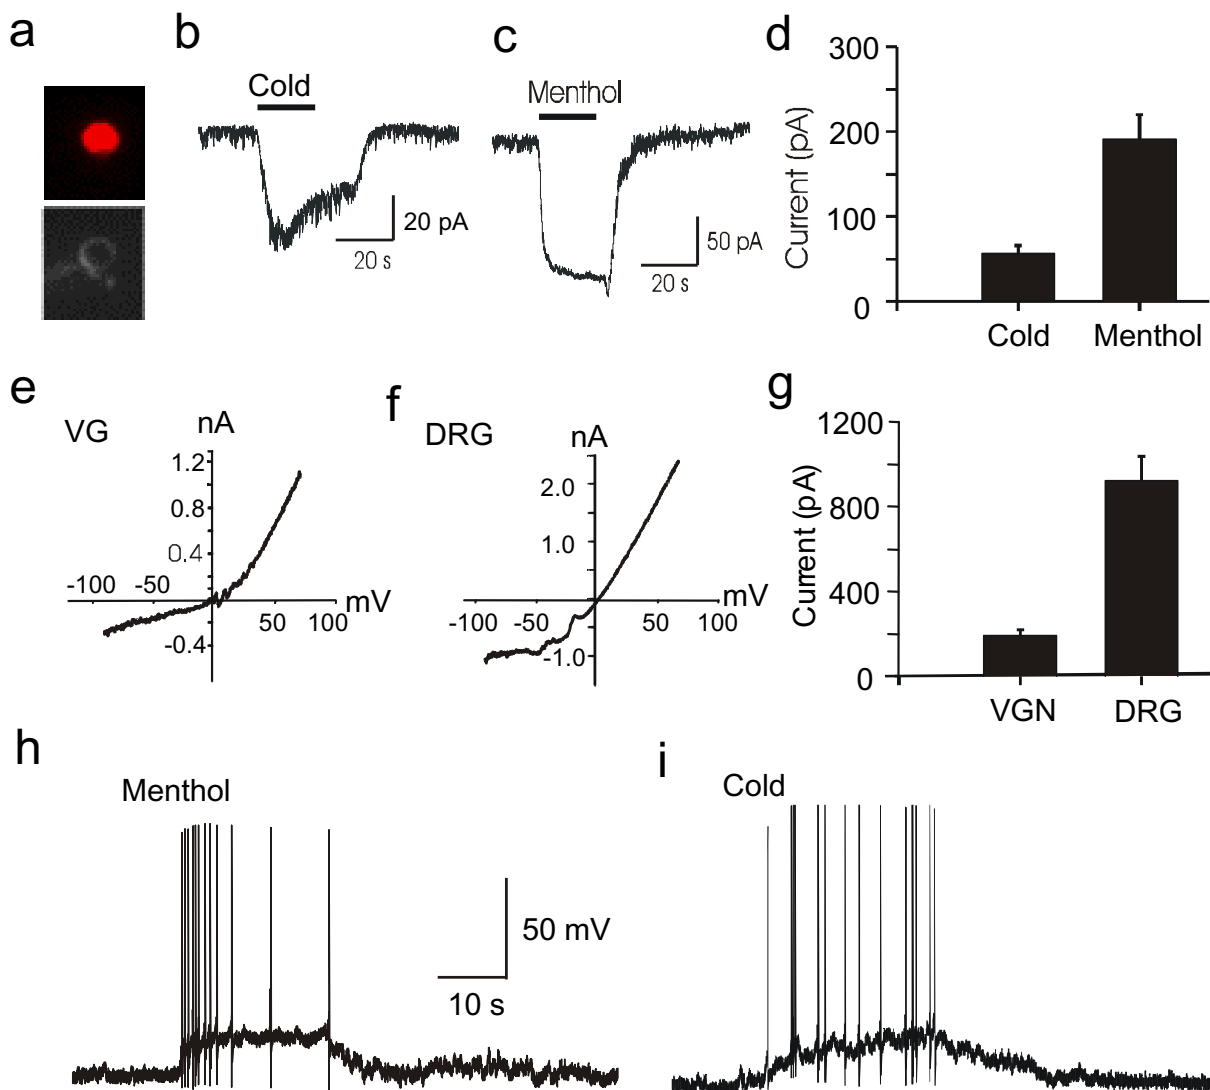 a
b
c
d
Cold
20 pA
20 s
Menthol
50 pA
20 s
Current (pA)
300
200
100
0
Cold
Menthol
e
VG
nA
1.2
0.8
0.4
-0.4
-100
-50
50
100
mV
f
DRG
nA
2.0
1.0
-1.0
-100
-50
50
100
mV
g
Current (pA)
1200
800
400
0
VGN
DRG
h
Menthol
50 mV
10 s
i
Cold